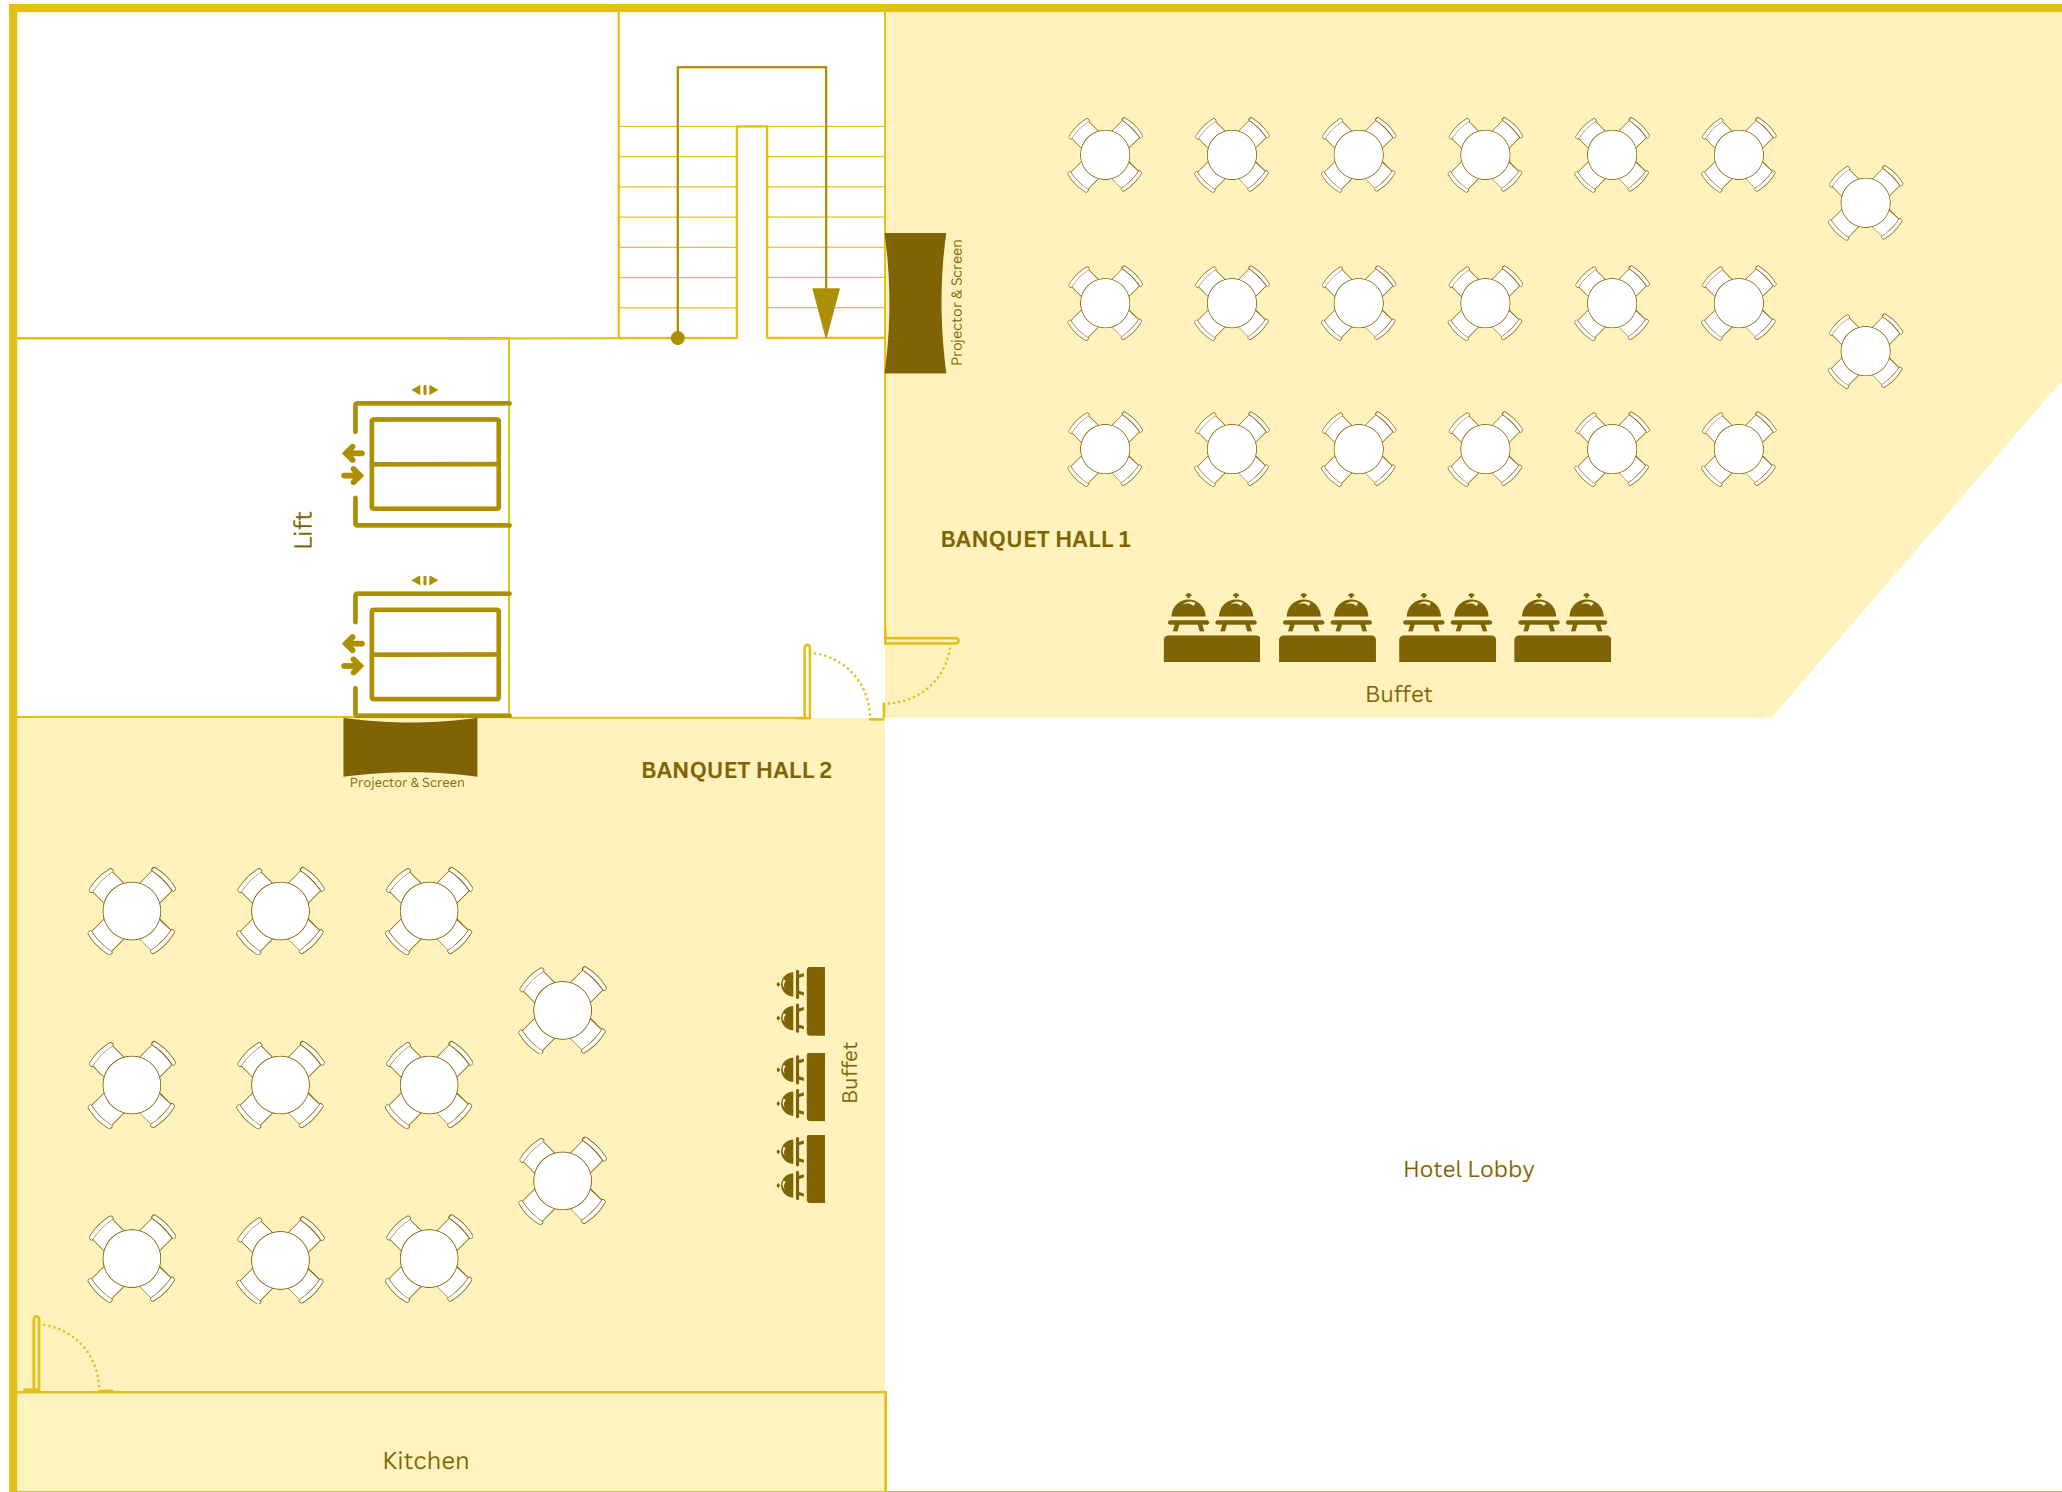 Projector & Screen
Lift
BANQUET HALL 1
Buffet
Projector & Screen
BANQUET HALL 2
Buffet
Hotel Lobby
Kitchen